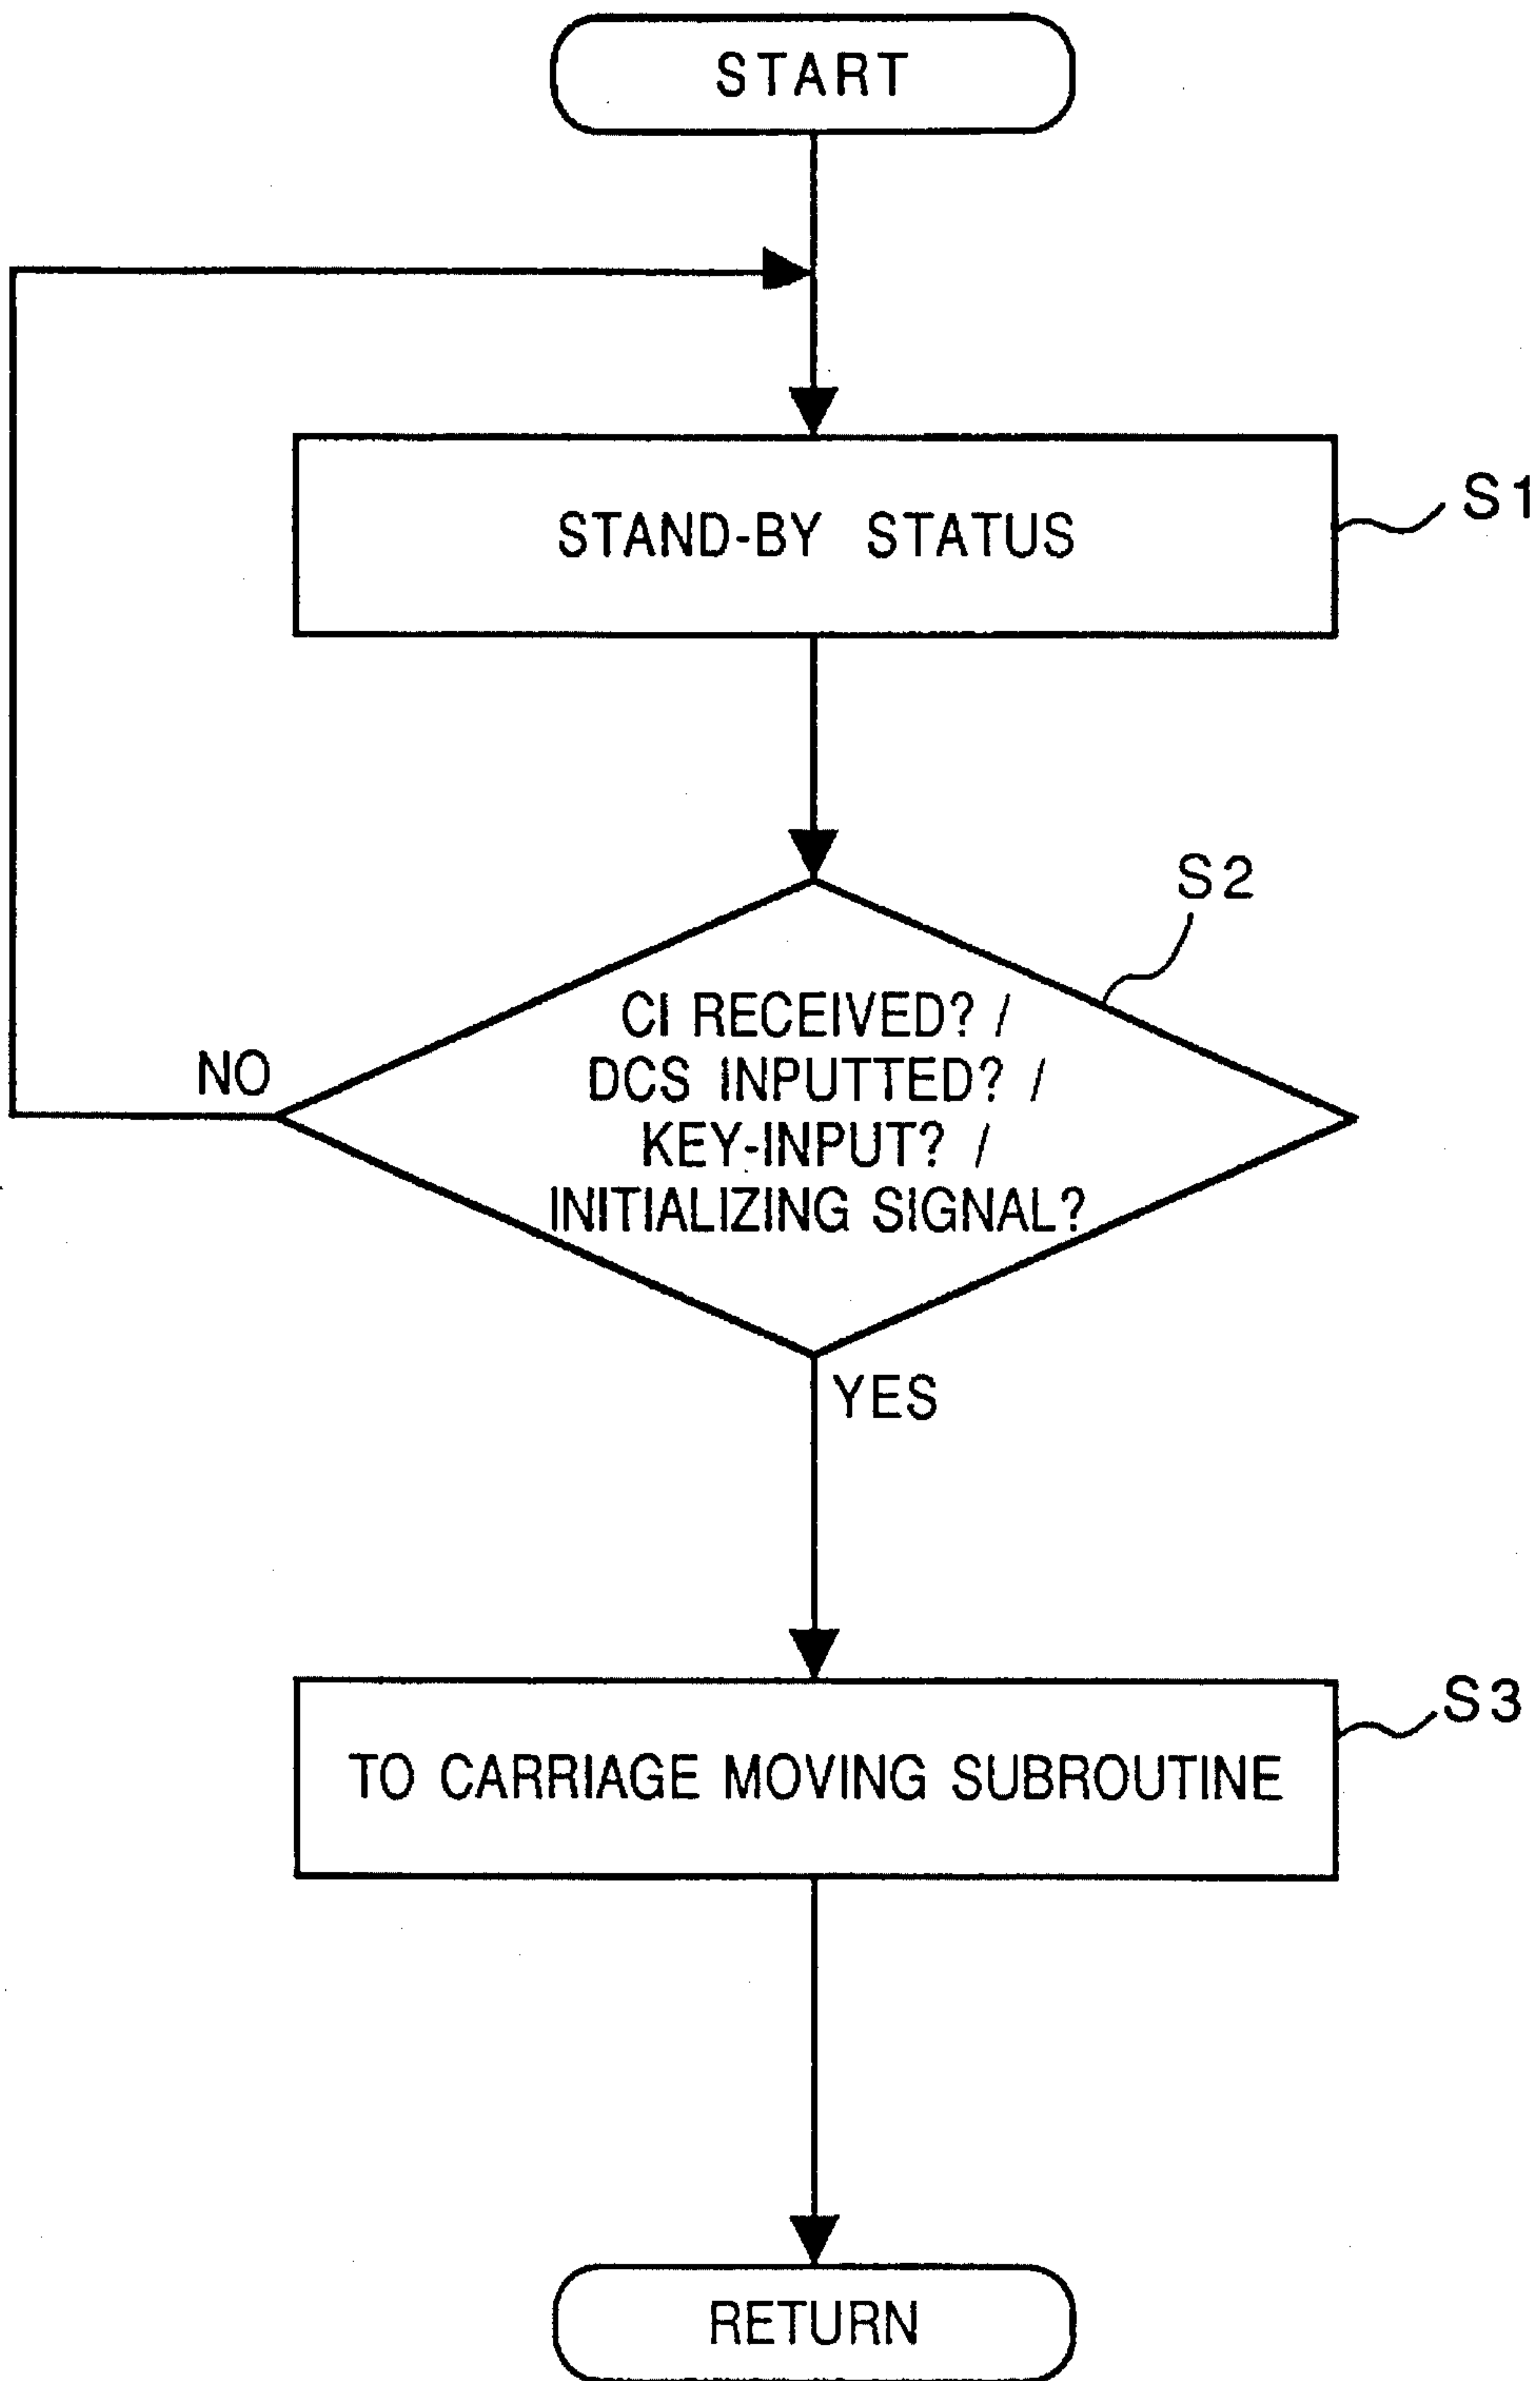 START
STAND-BY STATUS
S1
S2
CI RECEIVED? /
DCS INPUTTED? /
KEY-INPUT? /
INITIALIZING SIGNAL?
NO
YES
TO CARRIAGE MOVING SUBROUTINE
S3
RETURN